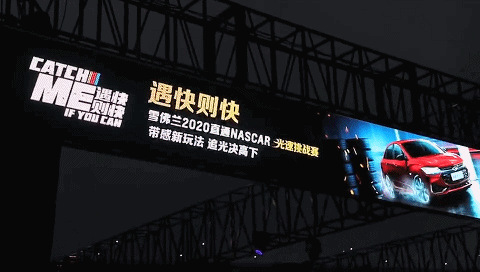 CATCH
ME 遇快
则快
IF YOU CAN
遇快则快
雪佛兰2020直通NASCAR 光速挑战赛
带感新玩法 追光决高下